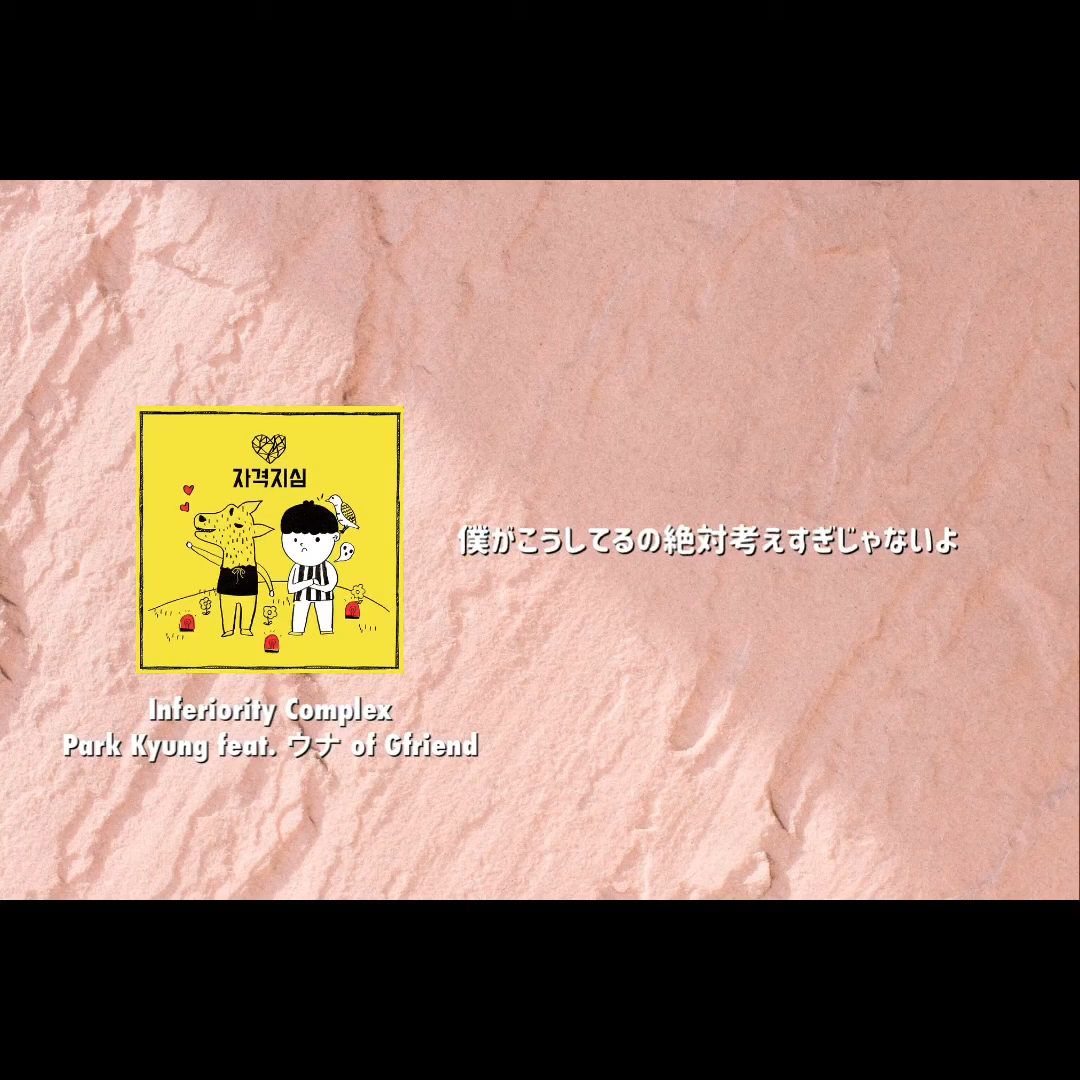 자격지심
僕がこうしてるの絶対考えすぎじゃないよ
Inferiority Complex
Park Kyung feat. ウナ of Gfriend